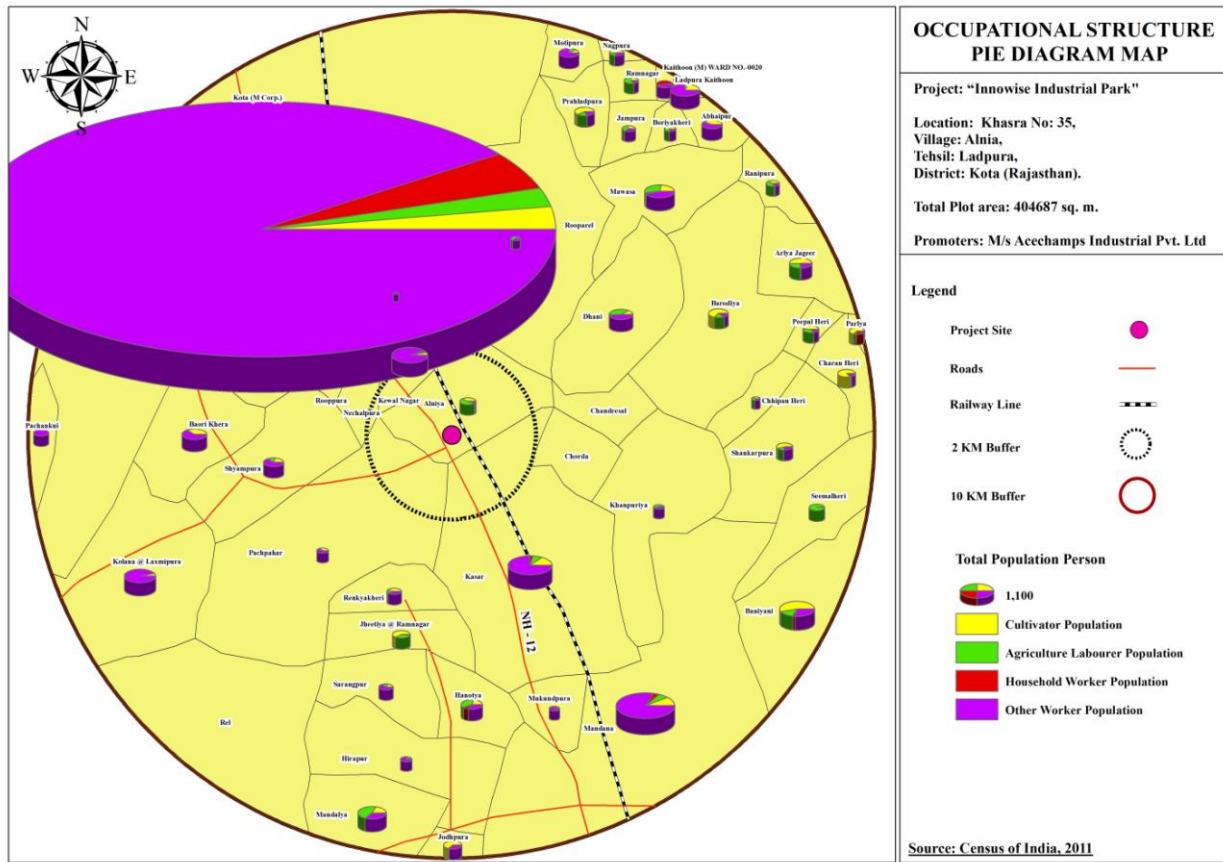 N
W
E
S
Kota (M Corp.)
Motipura
Nagpura
Kaithoon (M) WARD NO.-0020
Ramnagar
Ladpura Kaithoon
Prahladpura
Jampura
Boriyakheri
Abhaipur
Mawasa
Ranipura
Rooparel
Ariya Jageer
Dhani
Barodiya
Peepal Heri
Parlya
Charan Heri
Rooppura
Kewal Nagar
Alniya
Nechalpura
Chandresal
Chhipan Heri
Pachankui
Baori Khera
Shyampura
Chorda
Shankarpura
Khanpuriya
Seemalheri
Pachpahar
Kolana @ Laxmipura
Kasar
Renkyakheri
Baniyani
Jheetiya @ Ramnagar
NH - 12
Sarangpur
Hanotya
Mukundpura
Mandana
Rel
Hirapur
Mandalya
Jodhpura
OCCUPATIONAL STRUCTURE
PIE DIAGRAM MAP
Project: “Innowise Industrial Park"
Location: Khasra No: 35,
Village: Alnia,
Tehsil: Ladpura,
District: Kota (Rajasthan).
Total Plot area: 404687 sq. m.
Promoters: M/s Acechamps Industrial Pvt. Ltd
Legend
Project Site
Roads
Railway Line
2 KM Buffer
10 KM Buffer
Total Population Person
1,100
Cultivator Population
Agriculture Labourer Population
Household Worker Population
Other Worker Population
Source: Census of India, 2011